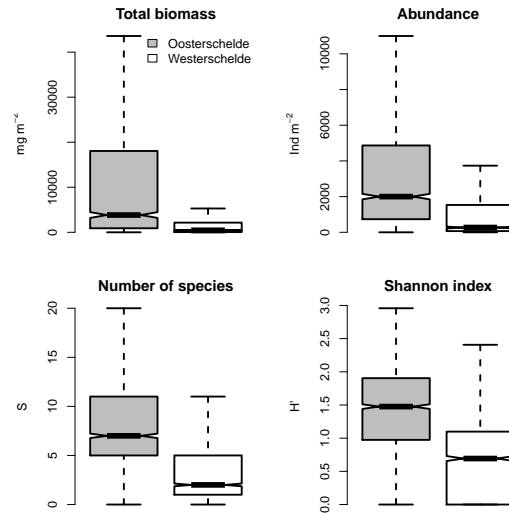 Total biomass
Oosterschelde
Westerschelde
mg m⁻²
0
10000
30000
Abundance
Ind m⁻²
0
2000
6000
10000
Number of species
S
0
5
10
15
20
Shannon index
H'
0.0
0.5
1.0
1.5
2.0
2.5
3.0